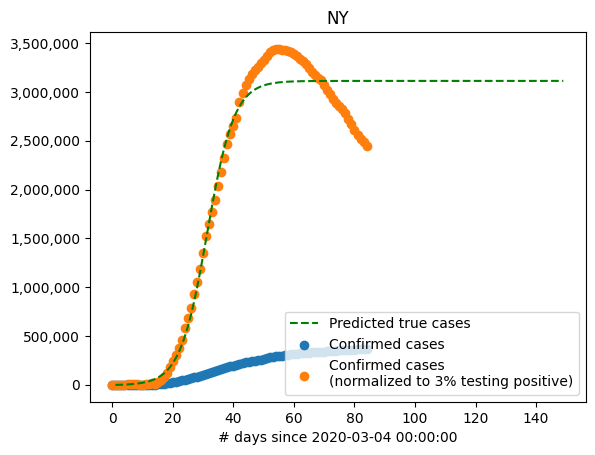 NY
3,500,000
3,000,000
2,500,000
2,000,000
1,500,000
1,000,000
500,000
0
Predicted true cases
Confirmed cases
Confirmed cases
(normalized to 3% testing positive)
0 20 40 60 80 100 120 140
# days since 2020-03-04 00:00:00